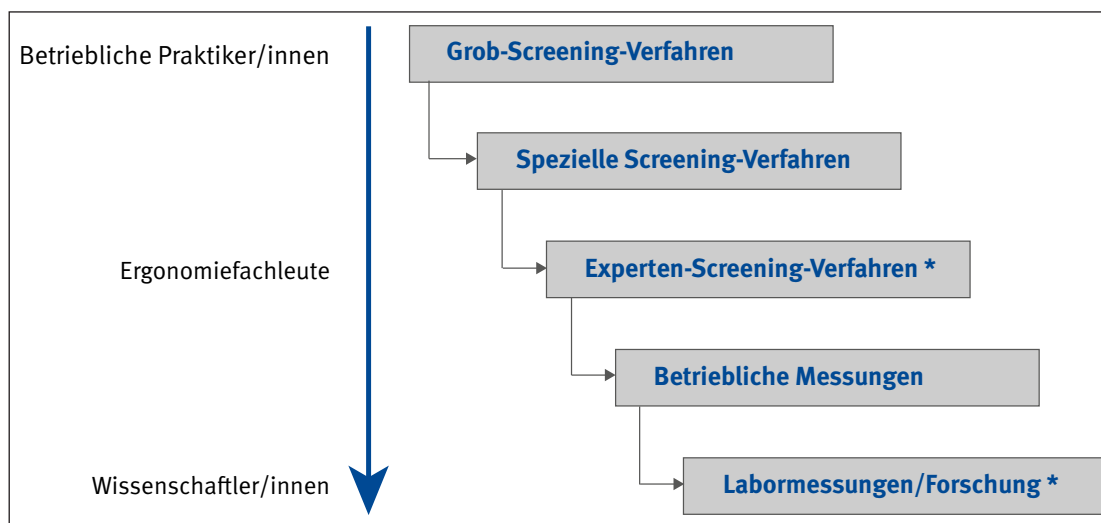 Betriebliche Praktiker/innen
Grob-Screening-Verfahren
Spezielle Screening-Verfahren
Ergonomiefachleute
Experten-Screening-Verfahren *
Betriebliche Messungen
Wissenschaftler/innen
Labormessungen/Forschung *